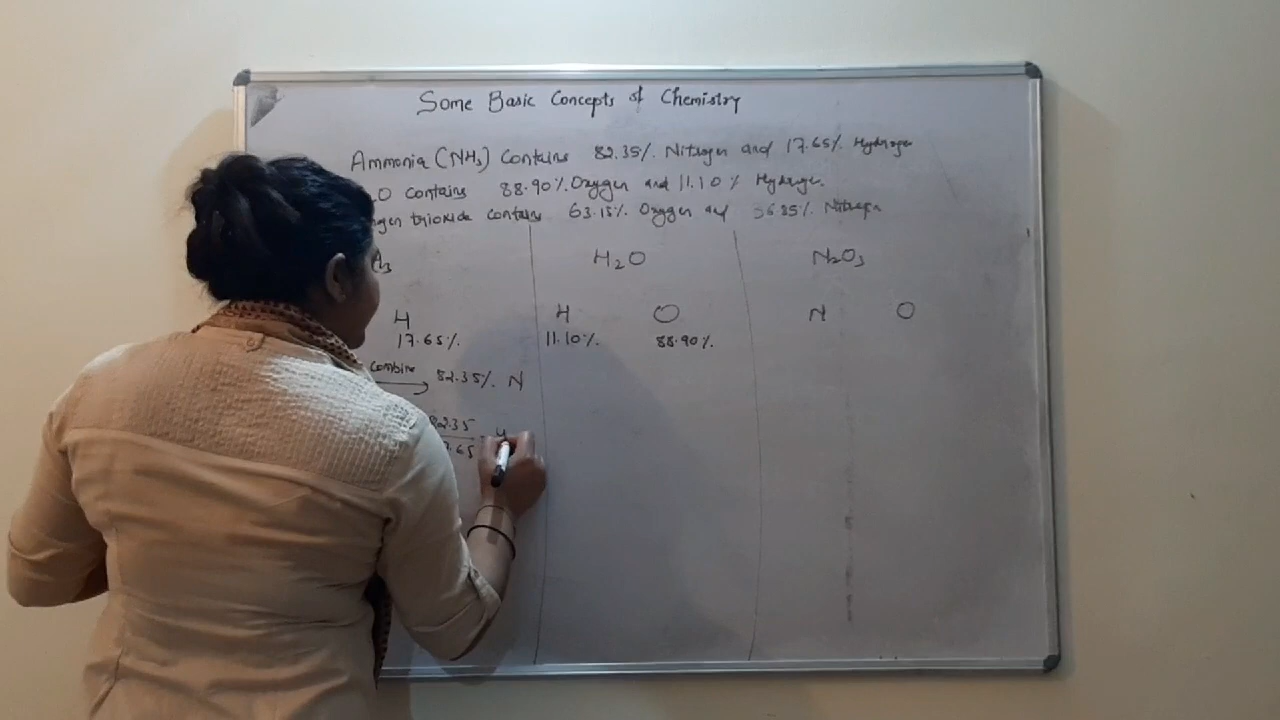 Some Basic Concepts of Chemistry
Ammonia (NH₃) Contains 82.35%. Nitrogen and 17.65%. Hydrogen
O contains 88.90%. Oxygen and 11.10% Hydrogen.
trioxide contains 63.15%. Oxygen and 36.85%. Nitrogen
H₂O N₂O₃
H H O N O
17.65%. 11.10%. 88.90%.
Combine 82.35%. N
82.35
.65